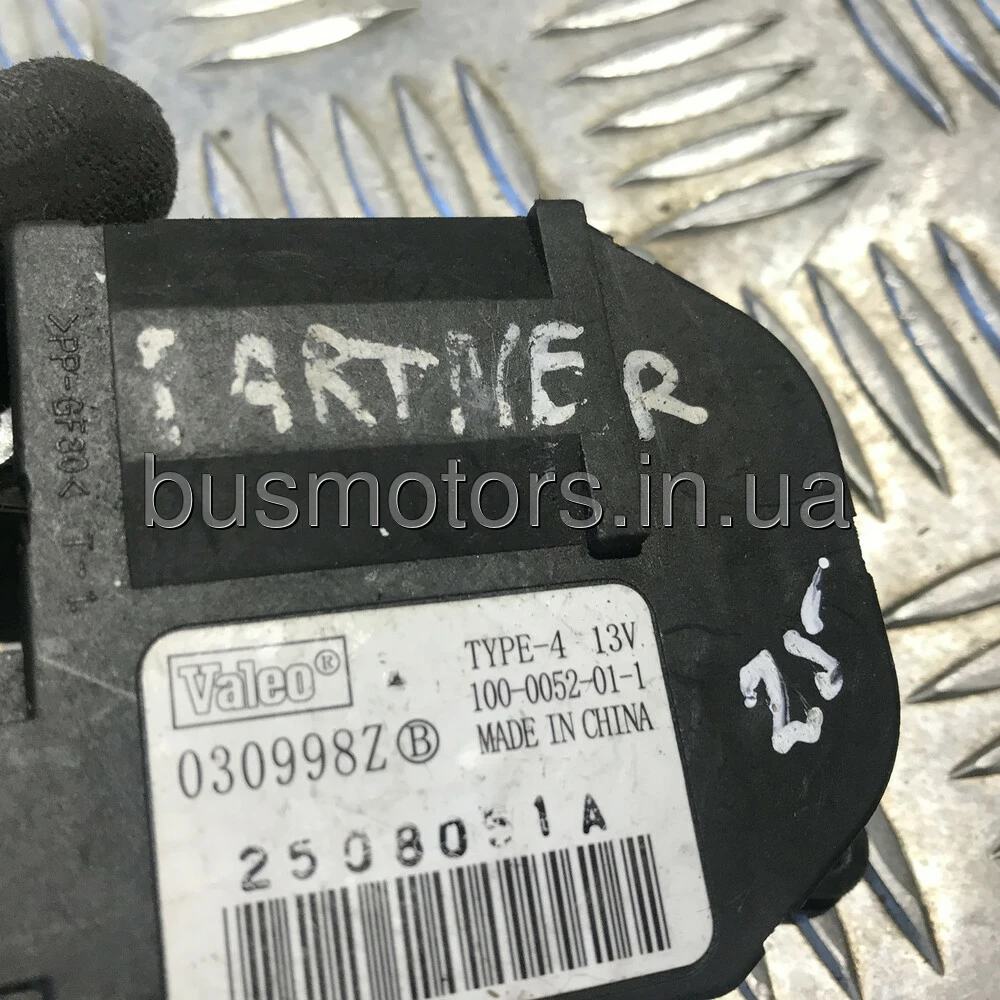 >PP-GF30< T-1
PARTNER
busmotors.in.ua
Valeo®
TYPE-4 13V
100-0052-01-1
MADE IN CHINA
030998Z Ⓑ
2508051A